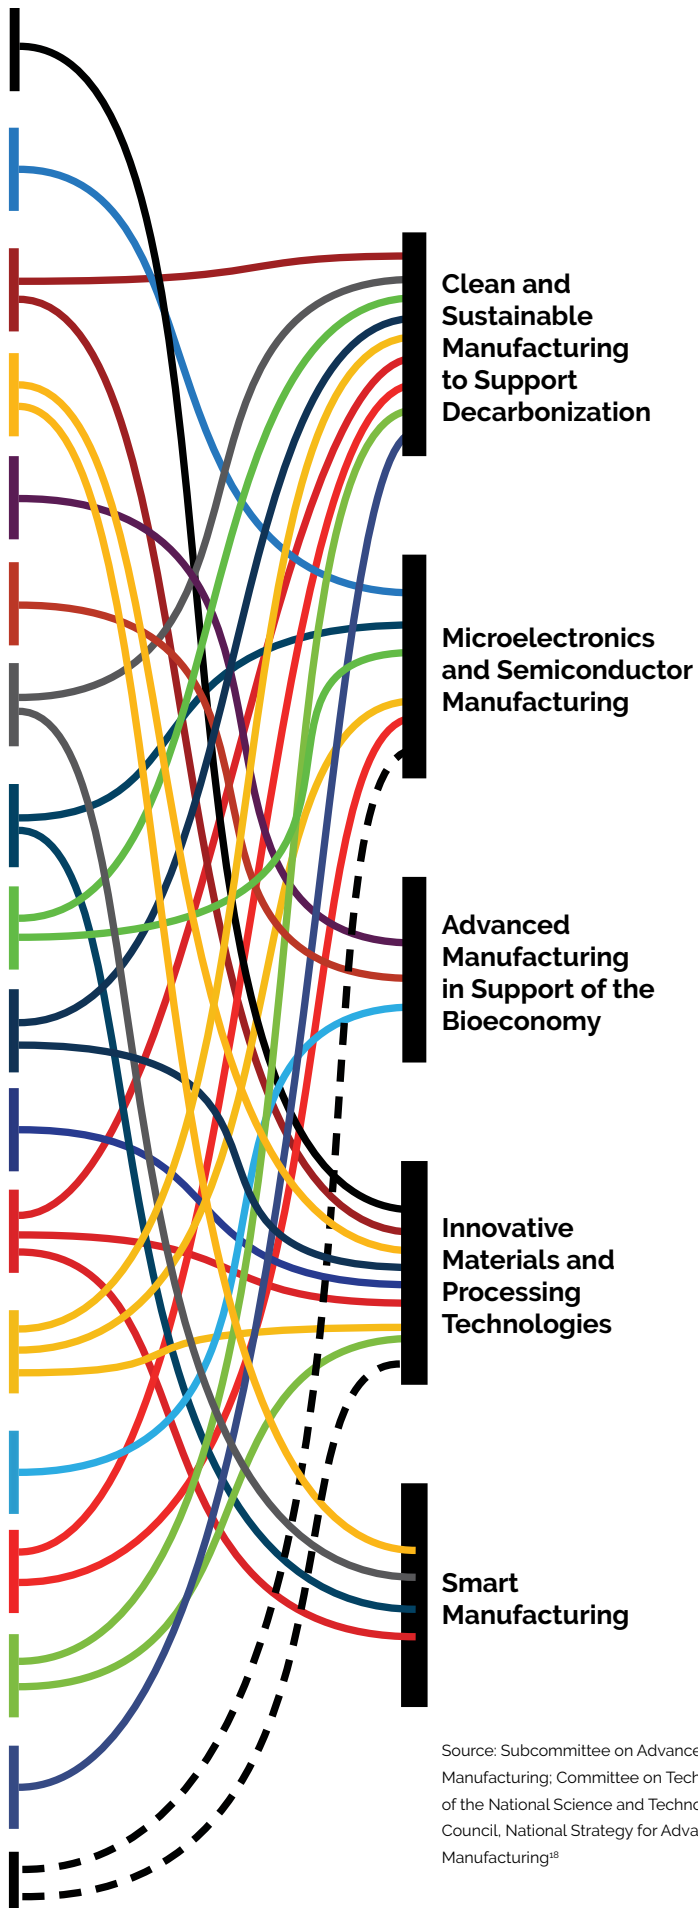 Clean and
Sustainable
Manufacturing
to Support
Decarbonization
Microelectronics
and Semiconductor
Manufacturing
Advanced
Manufacturing
in Support of the
Bioeconomy
Innovative
Materials and
Processing
Technologies
Smart
Manufacturing
Source: Subcommittee on Advance
Manufacturing; Committee on Tech
of the National Science and Techno
Council, National Strategy for Adva
Manufacturing¹⁸